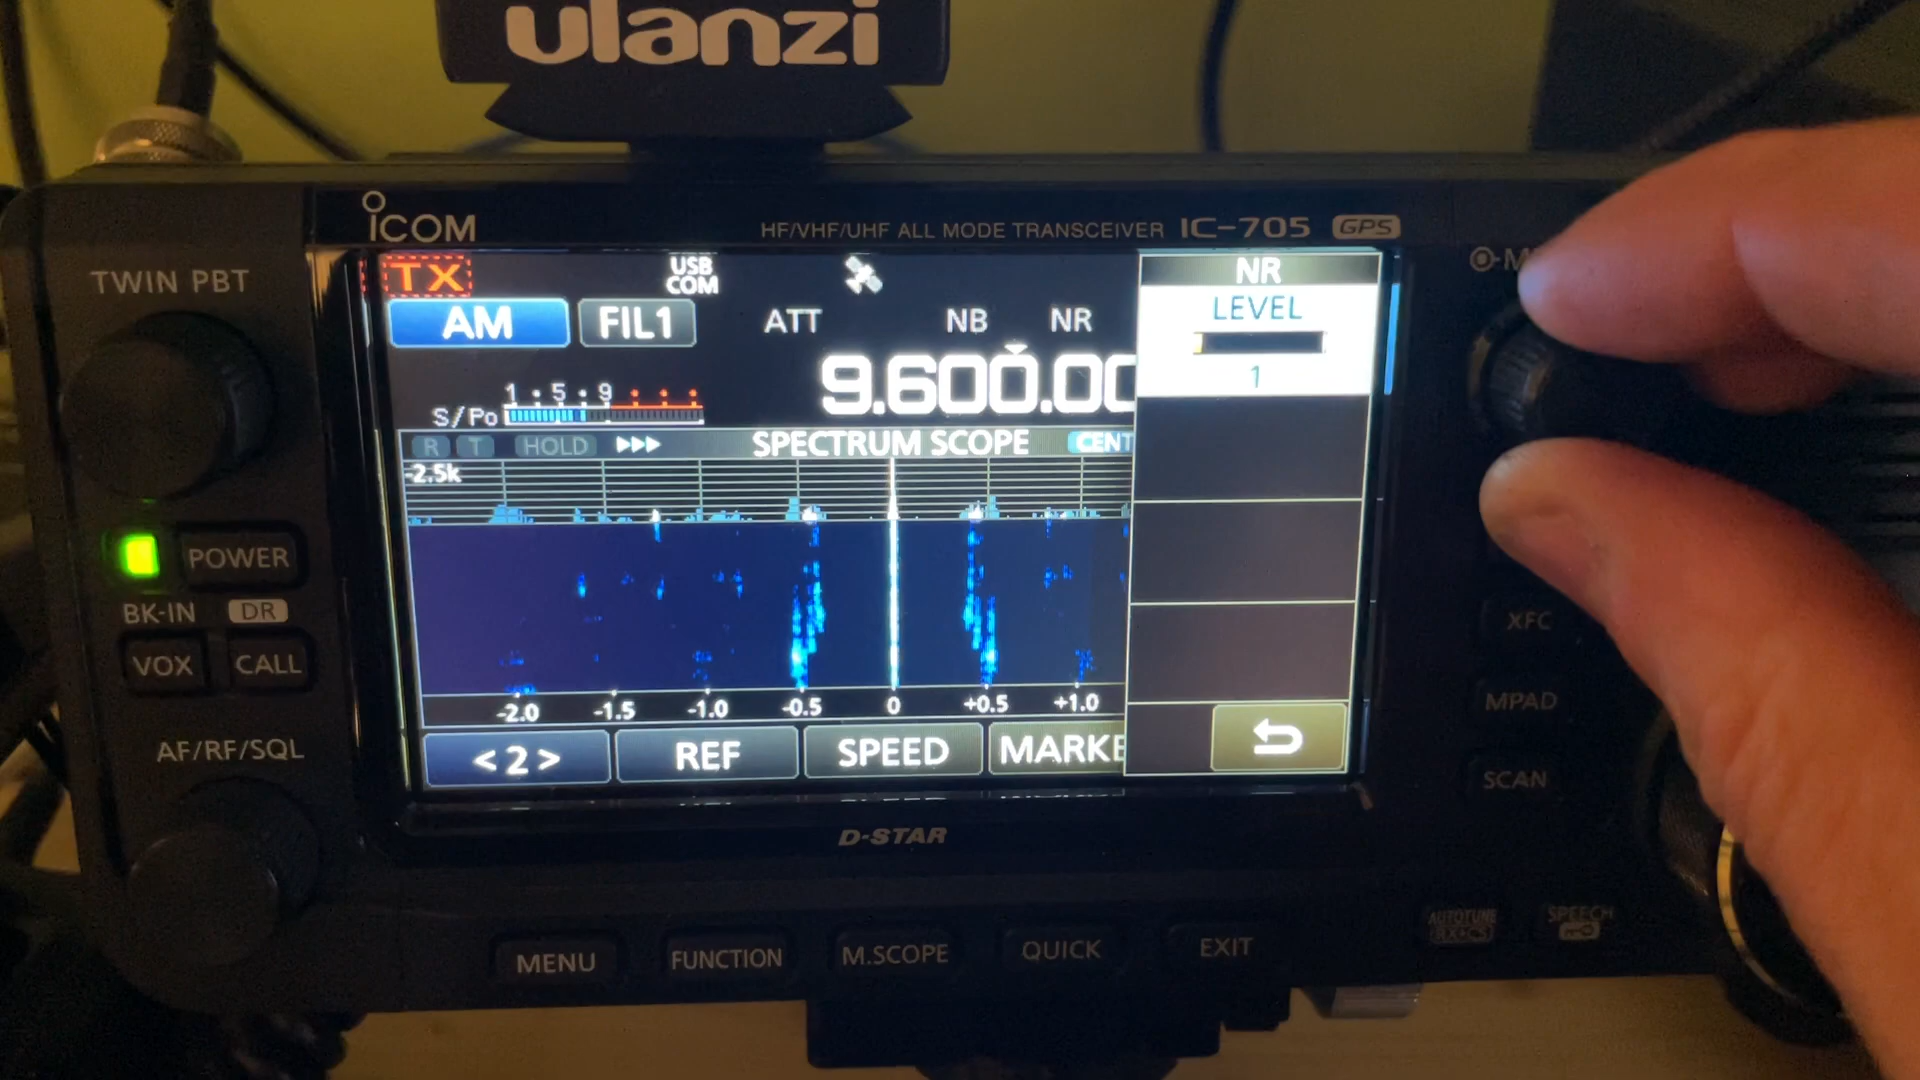 ulanzi
ICOM
HF/VHF/UHF ALL MODE TRANSCEIVER IC-705 GPS
TWIN PBT
TX
USB
COM
NR
AM
FIL1
ATT
NB
NR
LEVEL
9.600.00
1
1 · 5 · 9
S/Po
R
T
HOLD
SPECTRUM SCOPE
CENT
-2.5k
-2.0 -1.5 -1.0 -0.5 0 +0.5 +1.0
<2>
REF
SPEED
MARKE
POWER
BK-IN
DR
VOX
CALL
AF/RF/SQL
XFC
MPAD
SCAN
D-STAR
MENU
FUNCTION
M.SCOPE
QUICK
EXIT
AUTOTUNE
SPEECH